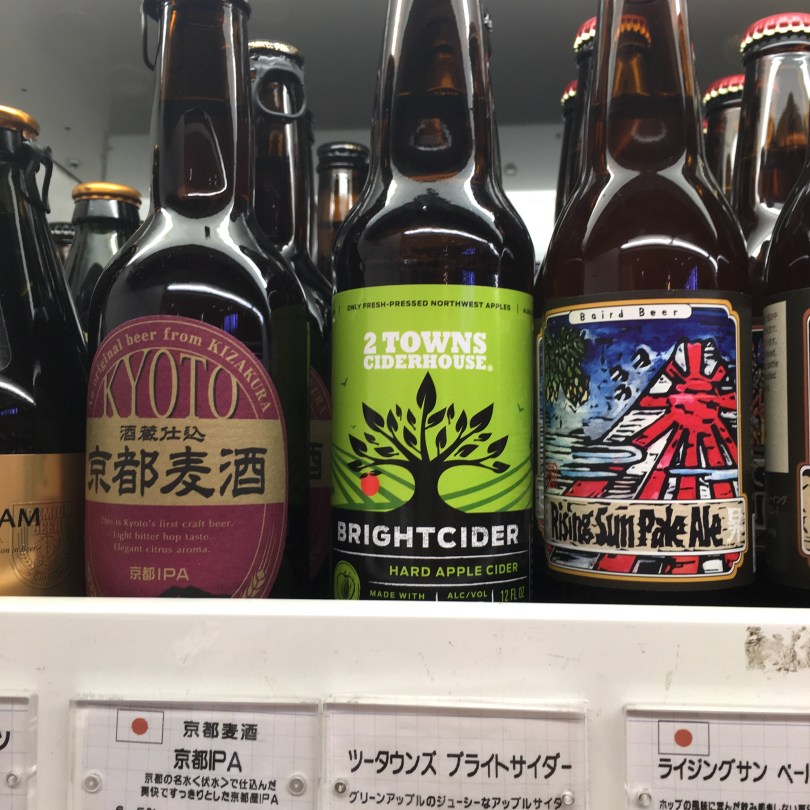 AM
original beer from KIZAKURA
KYOTO
酒蔵仕込
京都麦酒
This is Kyoto's first craft beer.
Light bitter hop taste.
Elegant citrus aroma.
京都IPA
ONLY FRESH-PRESSED NORTHWEST APPLES
2 TOWNS
CIDERHOUSE®
BRIGHTCIDER
HARD APPLE CIDER
MADE WITH
ALC/VOL
12 FL OZ
Baird Beer
Rising Sun Pale Ale
京都麦酒
京都IPA
京都の名水<伏水>で仕込んだ
爽快ですっきりとした京都産IPA
ツータウンズ ブライトサイダー
グリーンアップルのジューシーなアップルサイダ
ライジングサン ペール